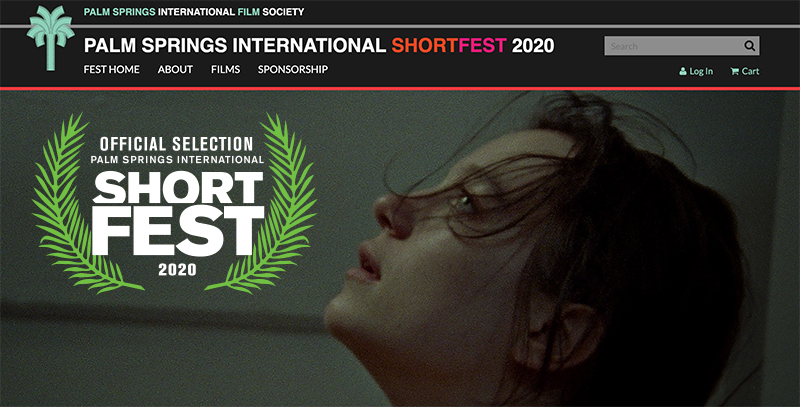 PALM SPRINGS INTERNATIONAL FILM SOCIETY
PALM SPRINGS INTERNATIONAL SHORTFEST 2020
Search
FEST HOME ABOUT FILMS SPONSORSHIP
Log In Cart
OFFICIAL SELECTION
PALM SPRINGS INTERNATIONAL
SHORT
FEST
2020